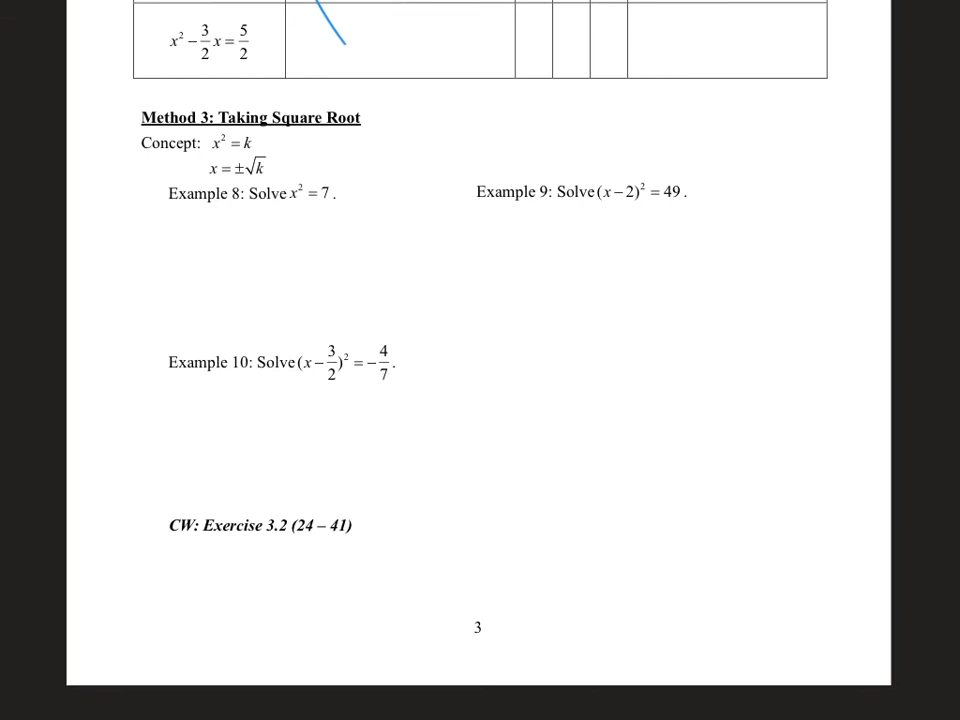 x² − 3/2 x = 5/2
Method 3: Taking Square Root
Concept: x² = k
x = ±√k
Example 8: Solve x² = 7 .
Example 9: Solve (x − 2)² = 49 .
Example 10: Solve (x − 3/2)² = − 4/7 .
CW: Exercise 3.2 (24 – 41)
3